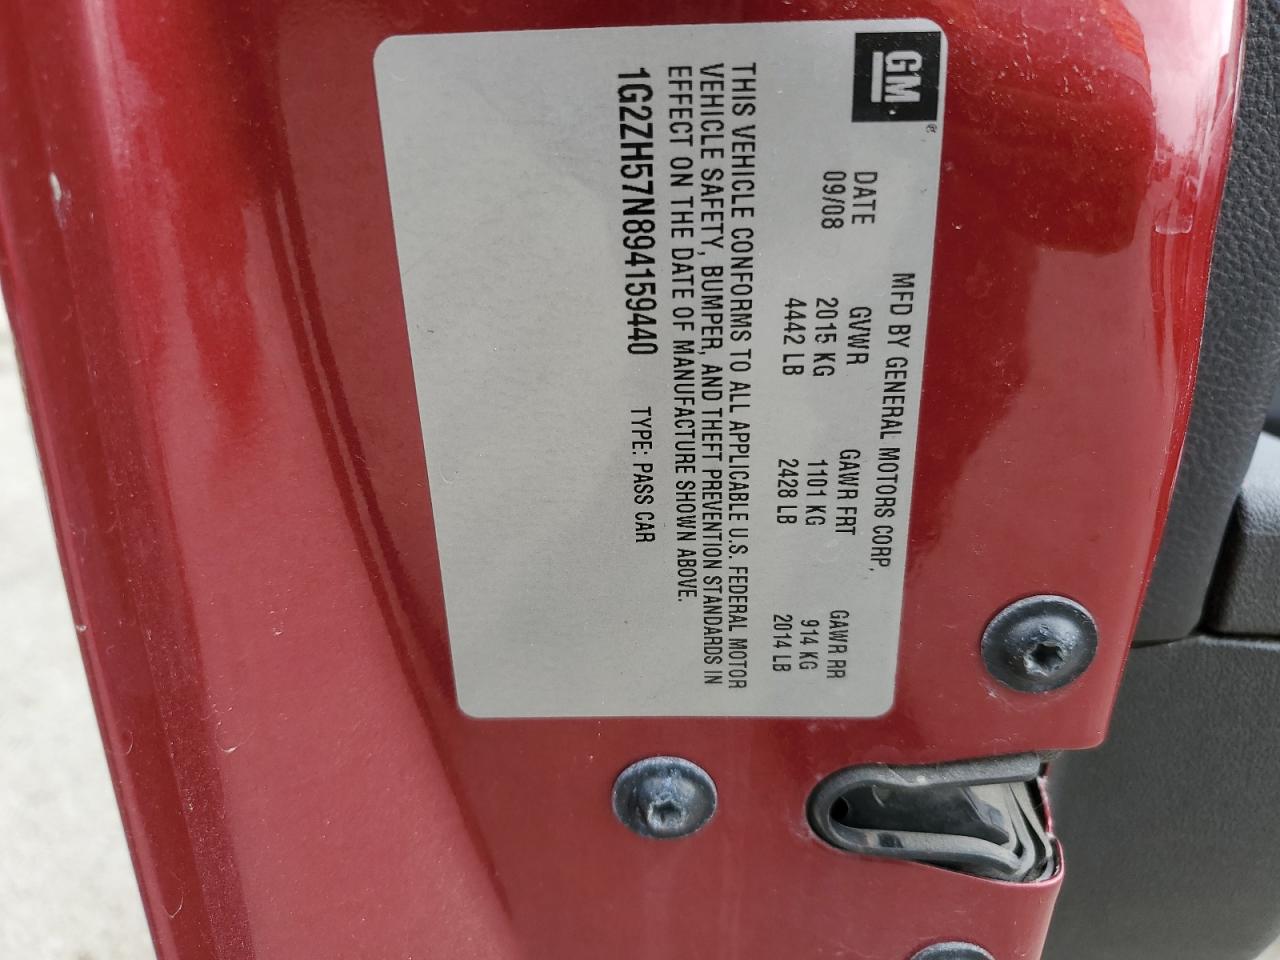 GM®
MFD BY GENERAL MOTORS CORP.
DATE GVWR GAWR FRT GAWR RR
09/08 2015 KG 1101 KG 914 KG
4442 LB 2428 LB 2014 LB
THIS VEHICLE CONFORMS TO ALL APPLICABLE U.S. FEDERAL MOTOR
VEHICLE SAFETY, BUMPER, AND THEFT PREVENTION STANDARDS IN
EFFECT ON THE DATE OF MANUFACTURE SHOWN ABOVE.
1G2ZH57N894159440 TYPE: PASS CAR